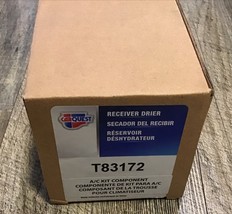 CARQUEST
RECEIVER DRIER
SECADOR DEL RECIBIR
RÉSERVOIR
DÉSHYDRATEUR
T83172
A/C KIT COMPONENT
COMPONENTE DE KIT PARA A/C
COMPOSANT DE LA TROUSSE
POUR CLIMATISEUR